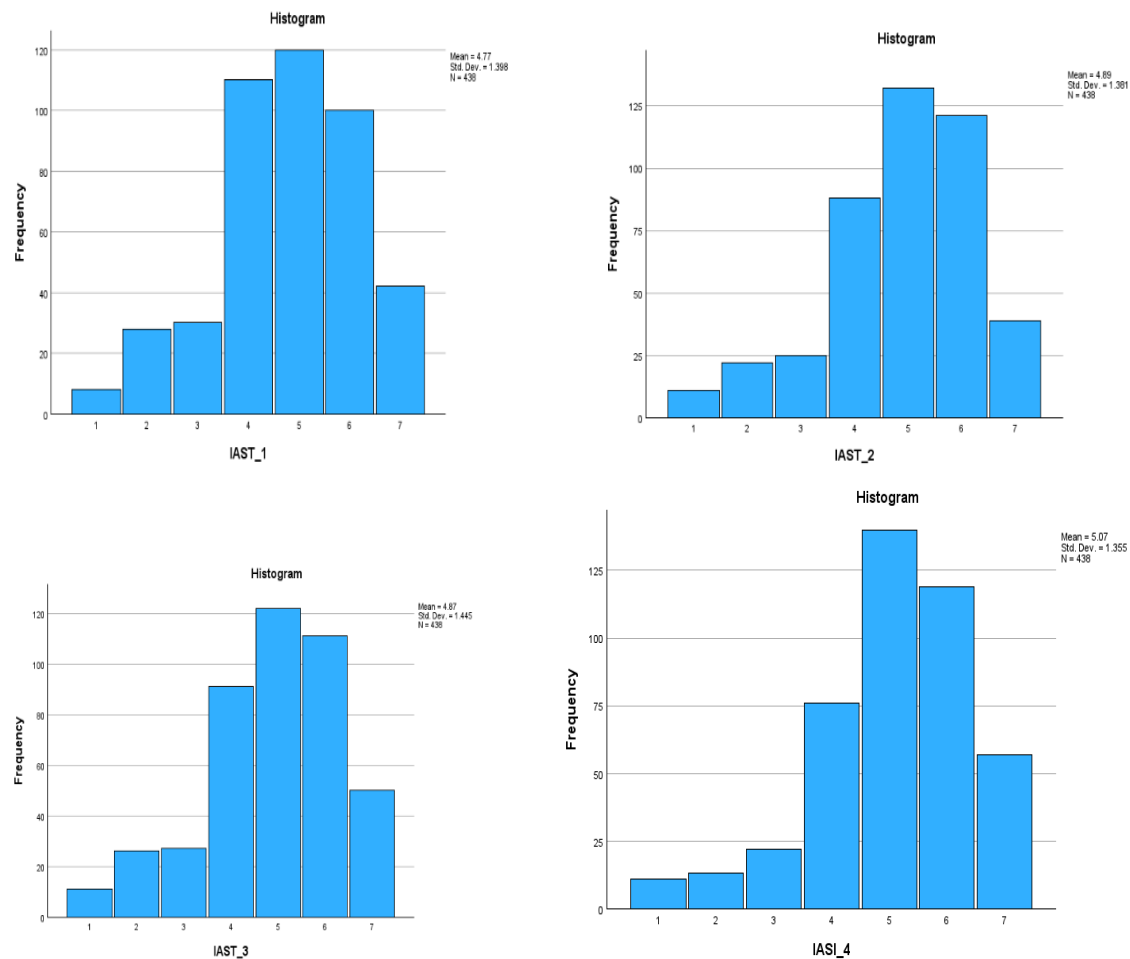 Histogram
Mean = 4.77
Std. Dev. = 1.398
N = 438
120
100
80
60
40
20
0
Frequency
1 2 3 4 5 6 7
IAST_1
Histogram
Mean = 4.89
Std. Dev. = 1.381
N = 438
125
100
75
50
25
0
Frequency
1 2 3 4 5 6 7
IAST_2
Histogram
Mean = 4.87
Std. Dev. = 1.445
N = 438
120
100
80
60
40
20
0
Frequency
1 2 3 4 5 6 7
IAST_3
Histogram
Mean = 5.07
Std. Dev. = 1.355
N = 438
125
100
75
50
25
0
Frequency
1 2 3 4 5 6 7
IASI_4